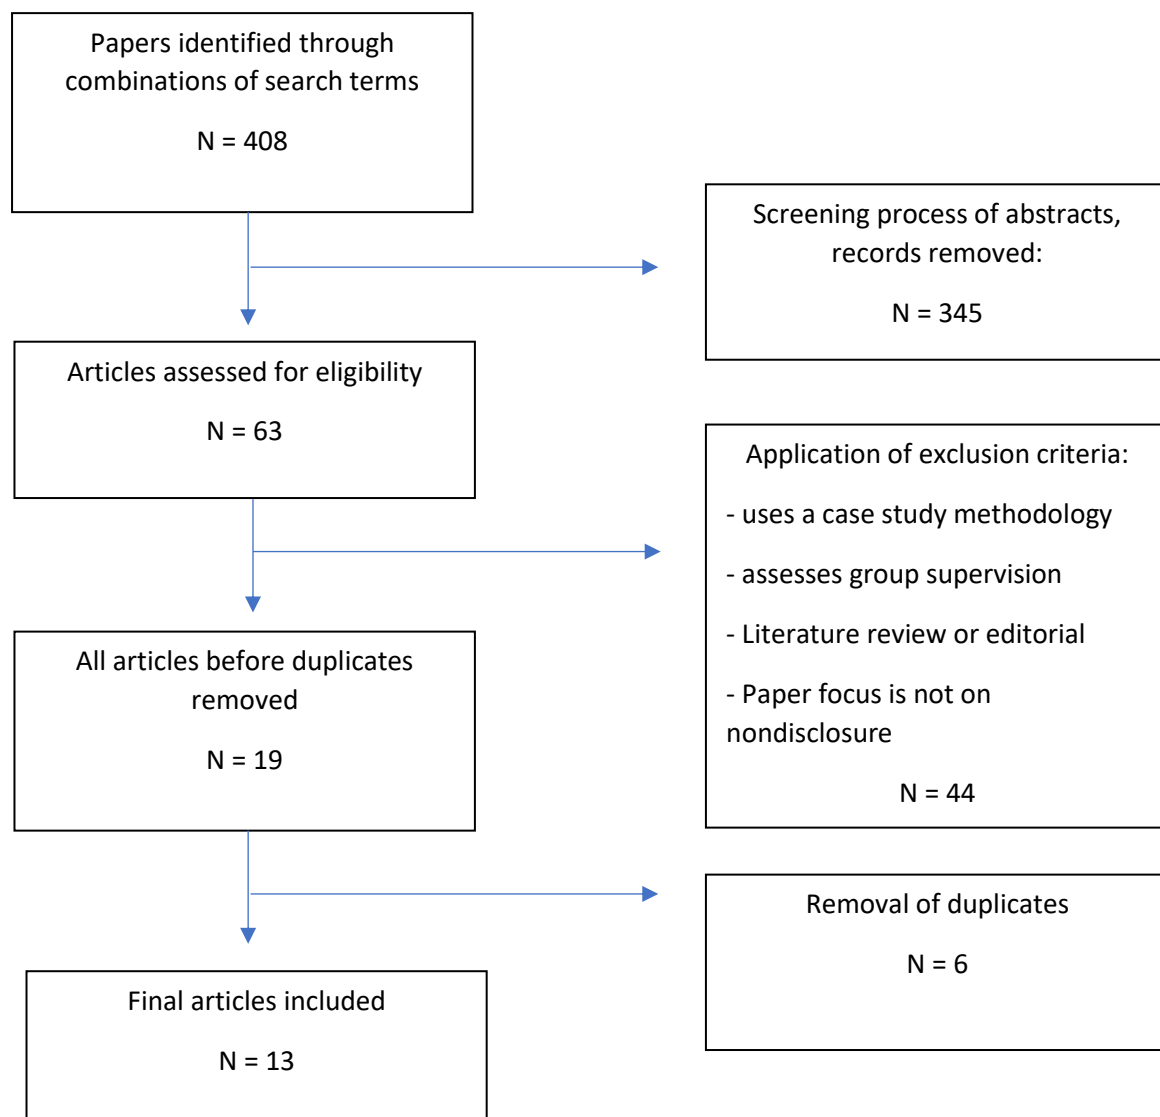 Papers identified through
combinations of search terms
N = 408
Screening process of abstracts,
records removed:
N = 345
Articles assessed for eligibility
N = 63
Application of exclusion criteria:
- uses a case study methodology
- assesses group supervision
- Literature review or editorial
- Paper focus is not on
nondisclosure
N = 44
All articles before duplicates
removed
N = 19
Removal of duplicates
N = 6
Final articles included
N = 13